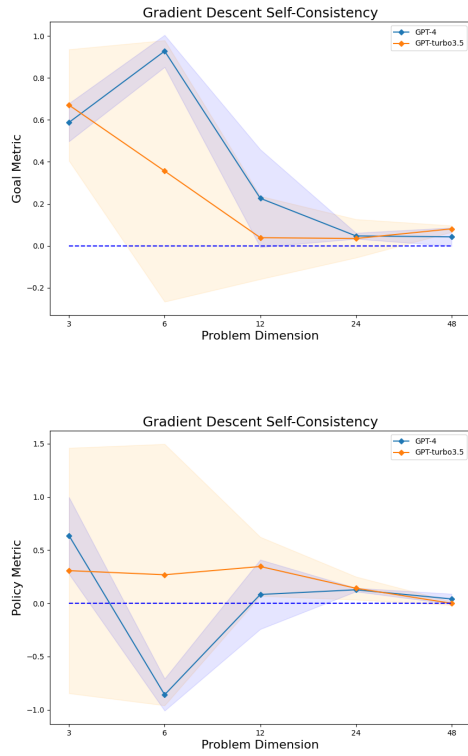 Gradient Descent Self-Consistency
GPT-4
GPT-turbo3.5
1.0
0.8
0.6
0.4
0.2
0.0
−0.2
Goal Metric
3 6 12 24 48
Problem Dimension
Gradient Descent Self-Consistency
GPT-4
GPT-turbo3.5
1.5
1.0
0.5
0.0
−0.5
−1.0
Policy Metric
3 6 12 24 48
Problem Dimension